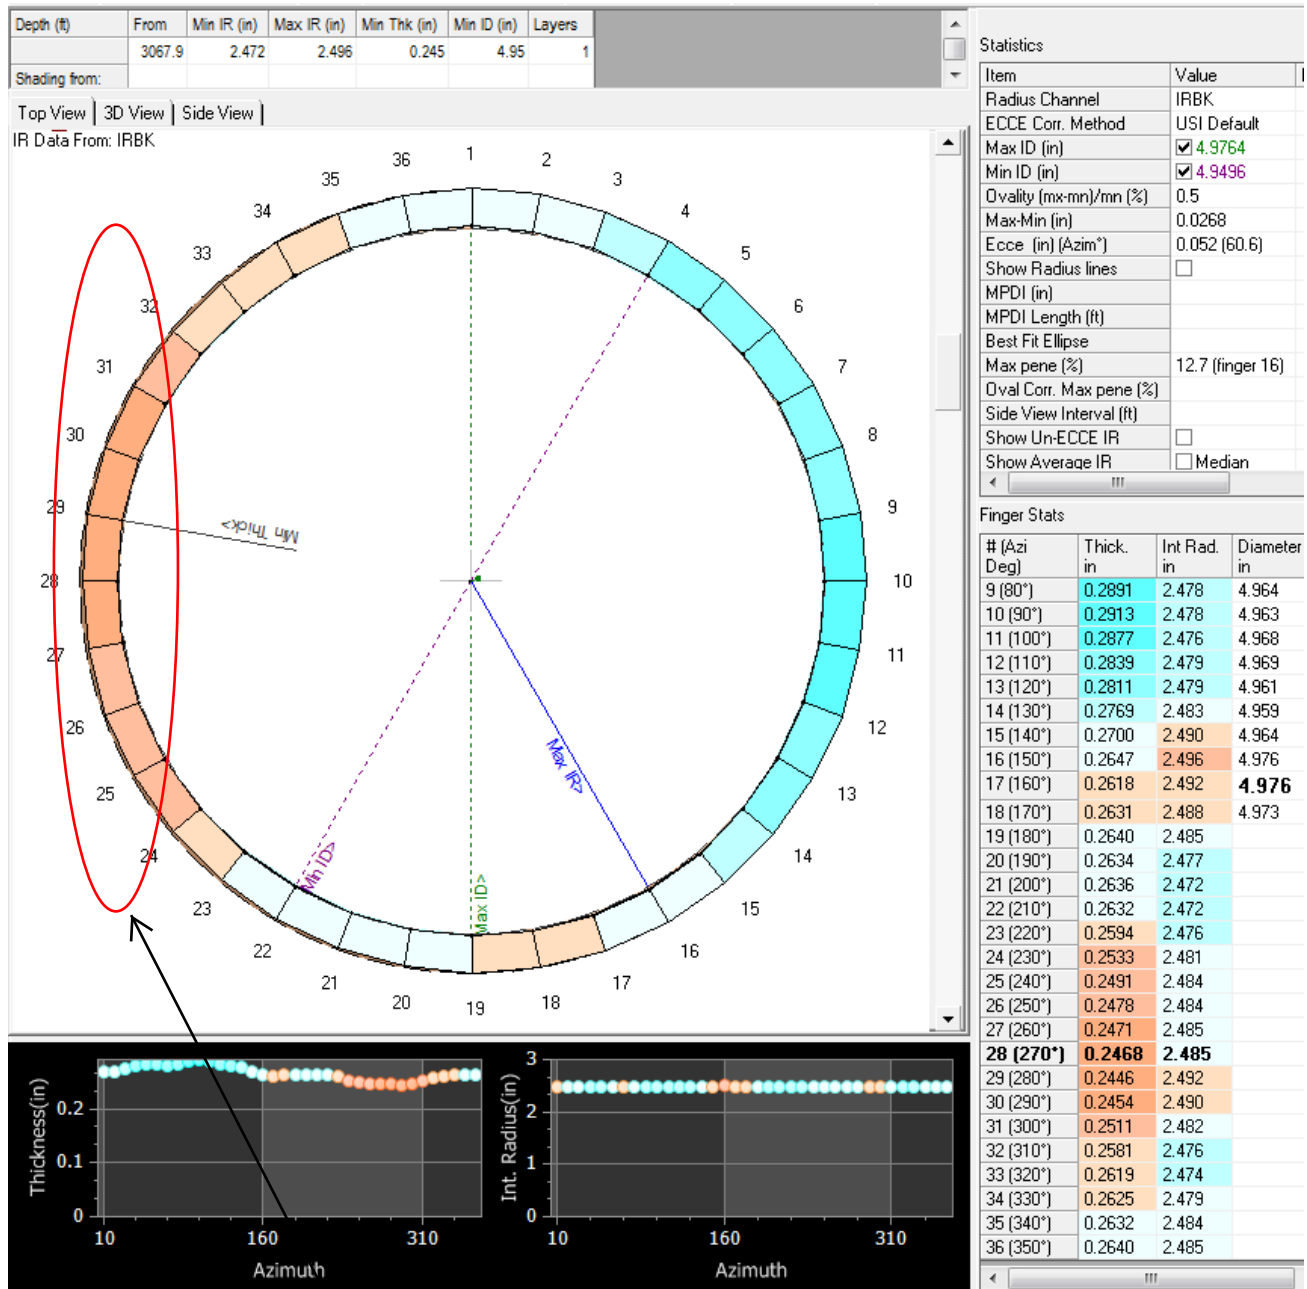 Depth (ft) From Min IR (in) Max IR (in) Min Thk (in) Min ID (in) Layers
3067.9 2.472 2.496 0.245 4.95 1
Shading from:
Top View 3D View Side View
IR Data From: IRBK
1
2
3
4
5
6
7
8
9
10
11
12
13
14
15
16
17
18
19
20
21
22
23
24
25
26
27
28
29
30
31
32
33
34
35
36
Min Thick>
Max IR>
Min ID>
Max ID>
Thickness(in)
0.2
0.1
0
10 160 310
Azimuth
Int. Radius(in)
3
2
1
0
10 160 310
Azimuth
Statistics
Item Value
Radius Channel IRBK
ECCE Corr. Method USI Default
Max ID (in) 4.9764
Min ID (in) 4.9496
Ovality (mx-mn)/mn (%) 0.5
Max-Min (in) 0.0268
Ecce (in) (Azim°) 0.052 (60.6)
Show Radius lines
MPDI (in)
MPDI Length (ft)
Best Fit Ellipse
Max pene (%) 12.7 (finger 16)
Oval Corr. Max pene (%)
Side View Interval (ft)
Show Un-ECCE IR
Show Average IR Median
Finger Stats
# (Azi Thick. Int Rad. Diameter
Deg) in in in
9 (80°) 0.2891 2.478 4.964
10 (90°) 0.2913 2.478 4.963
11 (100°) 0.2877 2.476 4.968
12 (110°) 0.2839 2.479 4.969
13 (120°) 0.2811 2.479 4.961
14 (130°) 0.2769 2.483 4.959
15 (140°) 0.2700 2.490 4.964
16 (150°) 0.2647 2.496 4.976
17 (160°) 0.2618 2.492 4.976
18 (170°) 0.2631 2.488 4.973
19 (180°) 0.2640 2.485
20 (190°) 0.2634 2.477
21 (200°) 0.2636 2.472
22 (210°) 0.2632 2.472
23 (220°) 0.2594 2.476
24 (230°) 0.2533 2.481
25 (240°) 0.2491 2.484
26 (250°) 0.2478 2.484
27 (260°) 0.2471 2.485
28 (270°) 0.2468 2.485
29 (280°) 0.2446 2.492
30 (290°) 0.2454 2.490
31 (300°) 0.2511 2.482
32 (310°) 0.2581 2.476
33 (320°) 0.2619 2.474
34 (330°) 0.2625 2.479
35 (340°) 0.2632 2.484
36 (350°) 0.2640 2.485